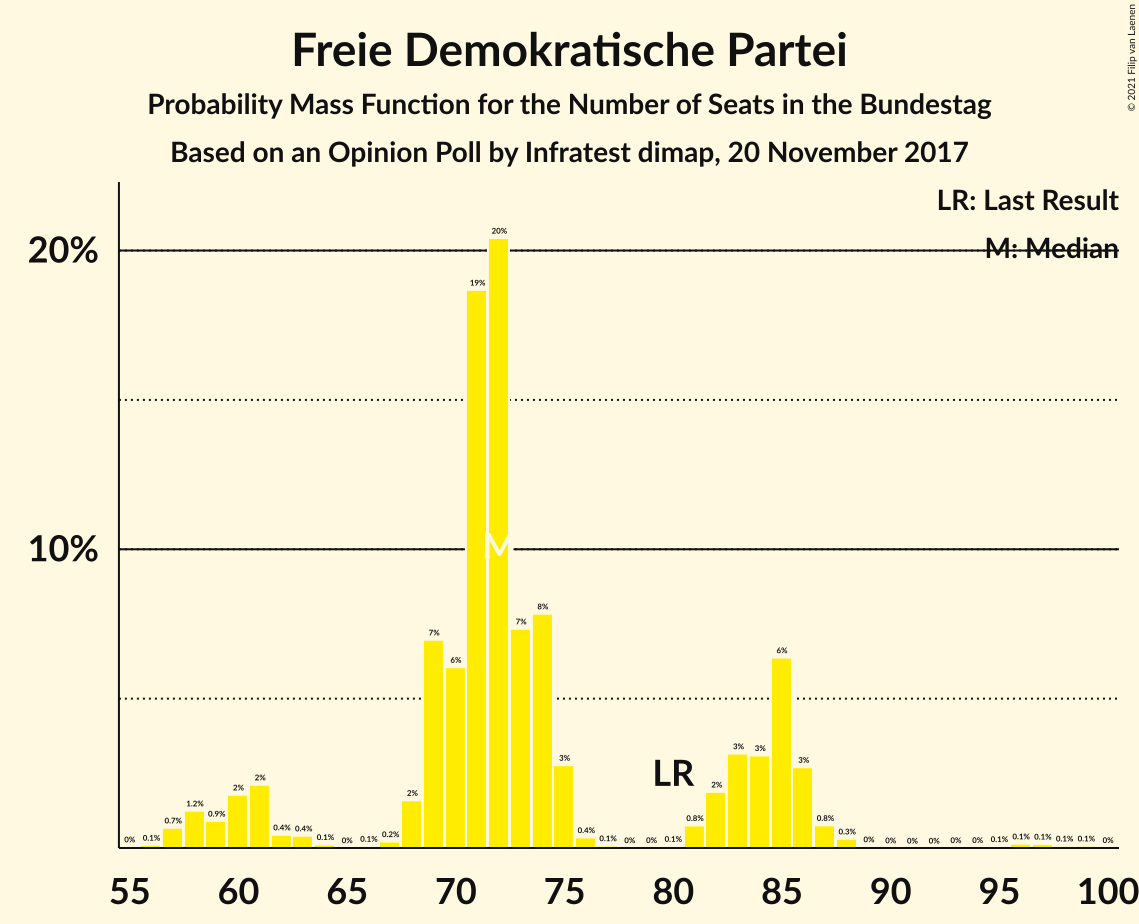 Freie Demokratische Partei
Probability Mass Function for the Number of Seats in the Bundestag
Based on an Opinion Poll by Infratest dimap, 20 November 2017
© 2021 Filip van Laenen
LR: Last Result
M: Median
20%
10%
0% 0.1% 0.7% 1.2% 0.9% 2% 2% 0.4% 0.4% 0.1% 0% 0.1% 0.2% 2% 7% 6% 19% 20% 7% 8% 3% 0.4% 0.1% 0% 0% 0.1% 0.8% 2% 3% 3% 6% 3% 0.8% 0.3% 0% 0% 0% 0% 0% 0% 0.1% 0.1% 0.1% 0.1% 0.1% 0%
M
LR
55 60 65 70 75 80 85 90 95 100